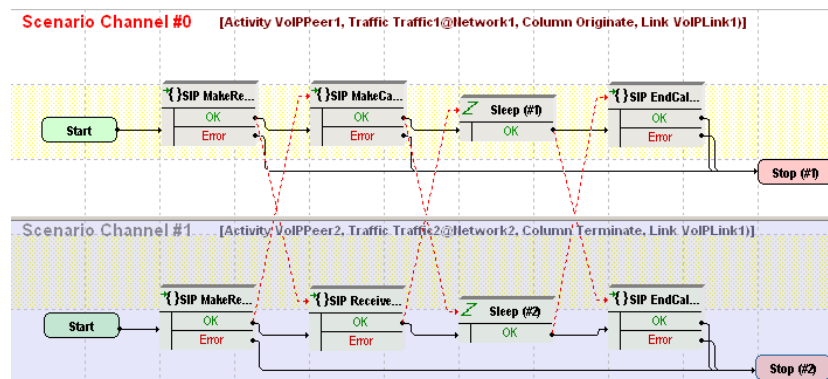 Scenario Channel #0 [Activity VoIPPeer1, Traffic Traffic1@Network1, Column Originate, Link VoIPLink1)]
{}SIP MakeRe...
OK
Error
{}SIP MakeCa...
OK
Error
Sleep (#1)
OK
{}SIP EndCal...
OK
Error
Start
Stop (#1)
Scenario Channel #1 [Activity VoIPPeer2, Traffic Traffic2@Network2, Column Terminate, Link VoIPLink1)]
{}SIP MakeRe...
OK
Error
{}SIP Receive...
OK
Error
Sleep (#2)
OK
{}SIP EndCal...
OK
Error
Start
Stop (#2)